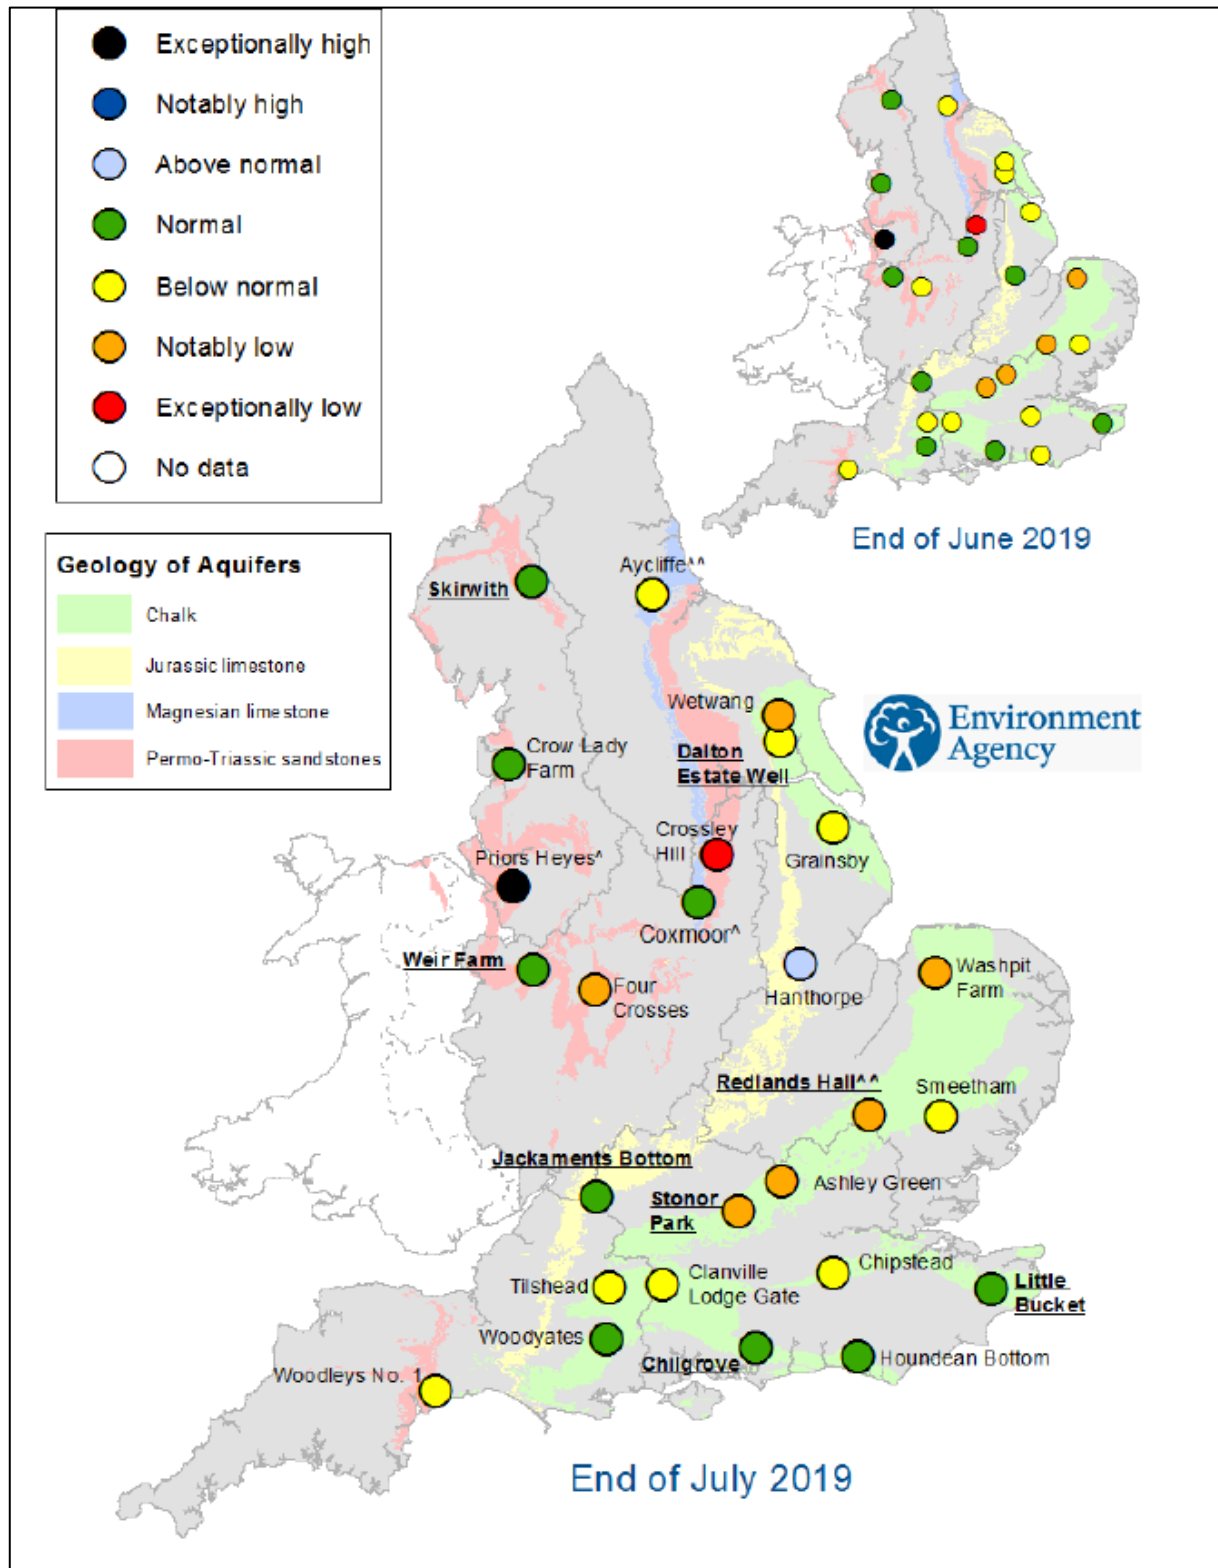 Exceptionally high
Notably high
Above normal
Normal
Below normal
Notably low
Exceptionally low
No data
End of June 2019
Geology of Aquifers
Chalk
Jurassic limestone
Magnesian limestone
Permo-Triassic sandstones
Aycliffe^^
Skirwith
Wetwang
Environment
Agency
Dalton
Estate Well
Crow Lady
Farm
Crossley
Hill
Grainsby
Priors Heyes^
Coxmoor^
Weir Farm
Four
Crosses
Hanthorpe
Washpit
Farm
Redlands Hall^^
Smeetham
Jackaments Bottom
Ashley Green
Stonor
Park
Tilshead
Clanville
Lodge Gate
Chipstead
Little
Bucket
Woodyates
Chilgrove
Houndean Bottom
Woodleys No. 1
End of July 2019